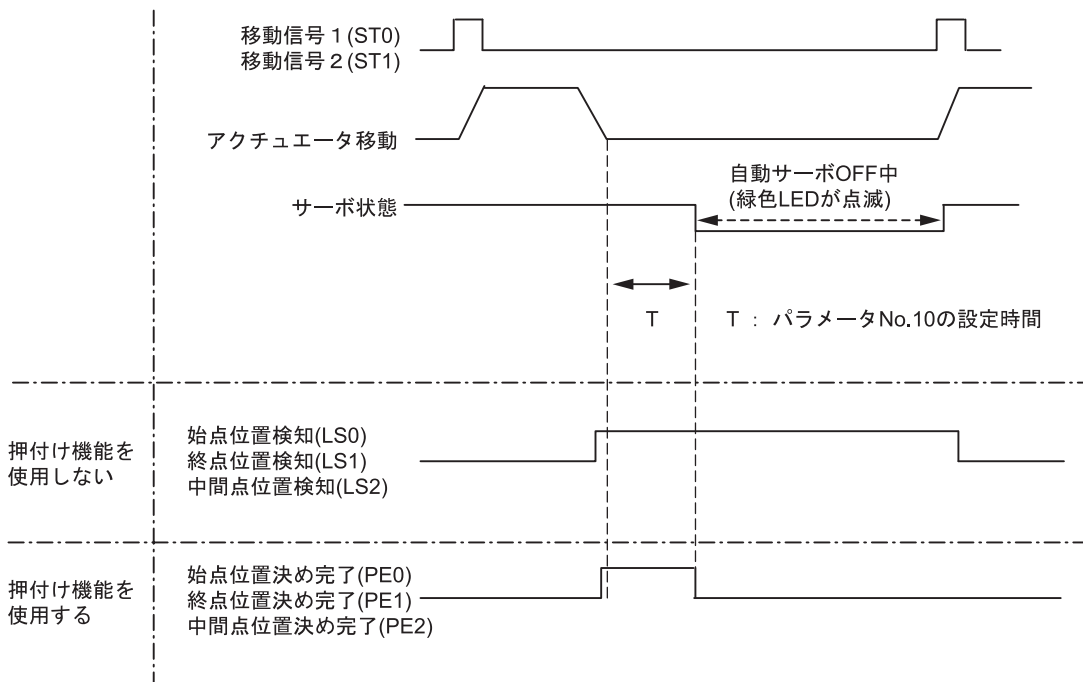 移動信号1(ST0)
移動信号2(ST1)
アクチュエータ移動
自動サーボOFF中
(緑色LEDが点滅)
サーボ状態
T
T : パラメータNo.10の設定時間
押付け機能を
使用しない
始点位置検知(LS0)
終点位置検知(LS1)
中間点位置検知(LS2)
押付け機能を
使用する
始点位置決め完了(PE0)
終点位置決め完了(PE1)
中間点位置決め完了(PE2)